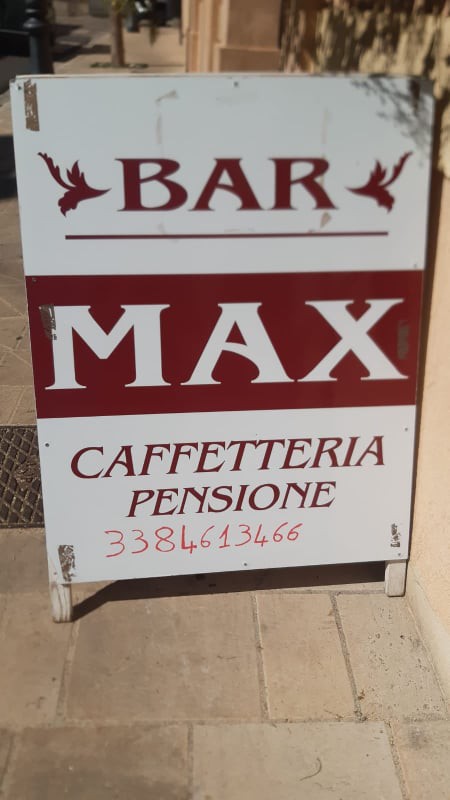 BAR
MAX
CAFFETTERIA
PENSIONE
3384613466